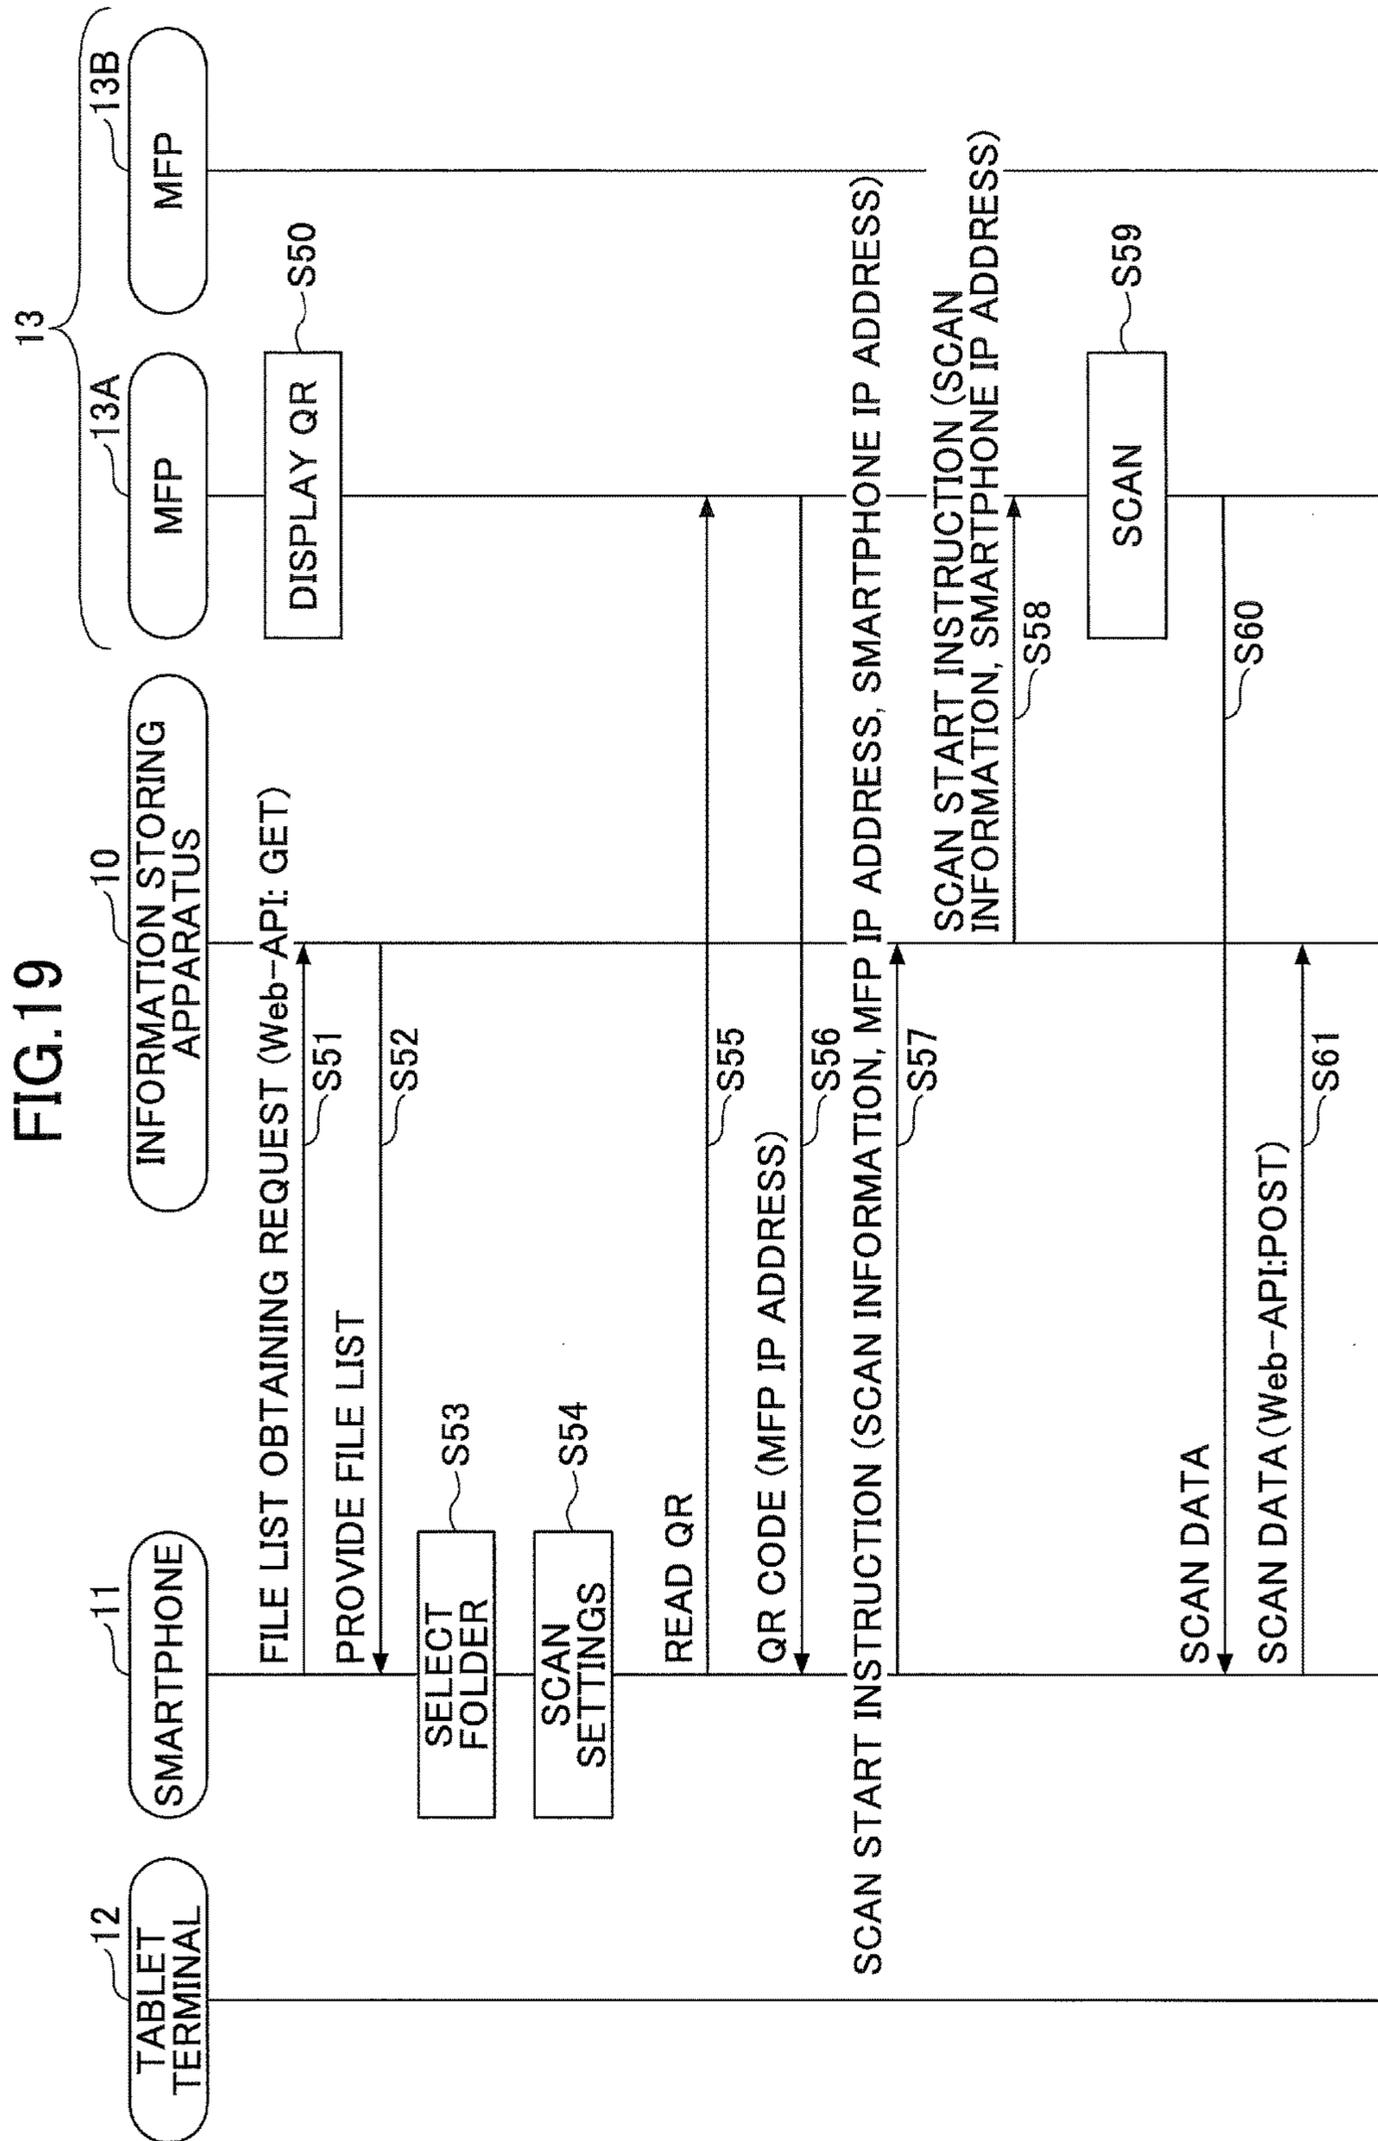 FIG.19
12
TABLET
TERMINAL
11
SMARTPHONE
10
INFORMATION STORING
APPARATUS
13
13A
MFP
13B
MFP
DISPLAY QR
S50
FILE LIST OBTAINING REQUEST (Web-API: GET)
S51
PROVIDE FILE LIST
S52
SELECT
FOLDER
S53
SCAN
SETTINGS
S54
READ QR
S55
QR CODE (MFP IP ADDRESS)
S56
SCAN START INSTRUCTION (SCAN INFORMATION, MFP IP ADDRESS, SMARTPHONE IP ADDRESS)
S57
SCAN START INSTRUCTION (SCAN
INFORMATION, SMARTPHONE IP ADDRESS)
S58
SCAN
S59
SCAN DATA
S60
SCAN DATA(Web-API:POST)
S61